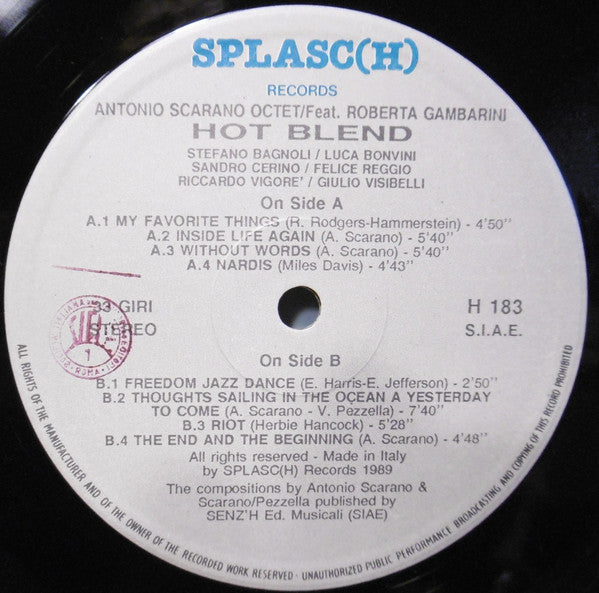 SPLASC(H)
RECORDS
ANTONIO SCARANO OCTET/Feat. ROBERTA GAMBARINI
HOT BLEND
STEFANO BAGNOLI / LUCA BONVINI
SANDRO CERINO / FELICE REGGIO
RICCARDO VIGORE' / GIULIO VISIBELLI
On Side A
A.1 MY FAVORITE THINGS (R. Rodgers-Hammerstein) - 4'50''
A.2 INSIDE LIFE AGAIN (A. Scarano) - 5'40''
A.3 WITHOUT WORDS (A. Scarano) - 5'40''
A.4 NARDIS (Miles Davis) - 4'43''
33 GIRI
STEREO
H 183
S.I.A.E.
On Side B
B.1 FREEDOM JAZZ DANCE (E. Harris-E. Jefferson) - 2'50''
B.2 THOUGHTS SAILING IN THE OCEAN A YESTERDAY
TO COME (A. Scarano - V. Pezzella) - 7'40''
B.3 RIOT (Herbie Hancock) - 5'28''
B.4 THE END AND THE BEGINNING (A. Scarano) - 4'48''
All rights reserved - Made in Italy
by SPLASC(H) Records 1989
The compositions by Antonio Scarano &
Scarano/Pezzella published by
SENZ'H Ed. Musicali (SIAE)
ALL RIGHTS OF THE MANUFACTURER AND OF THE OWNER OF THE RECORDED WORK RESERVED - UNAUTHORIZED PUBLIC PERFORMANCE BROADCASTING AND COPYING OF THIS RECORD PROHIBITED
ITALIANA
ROMA